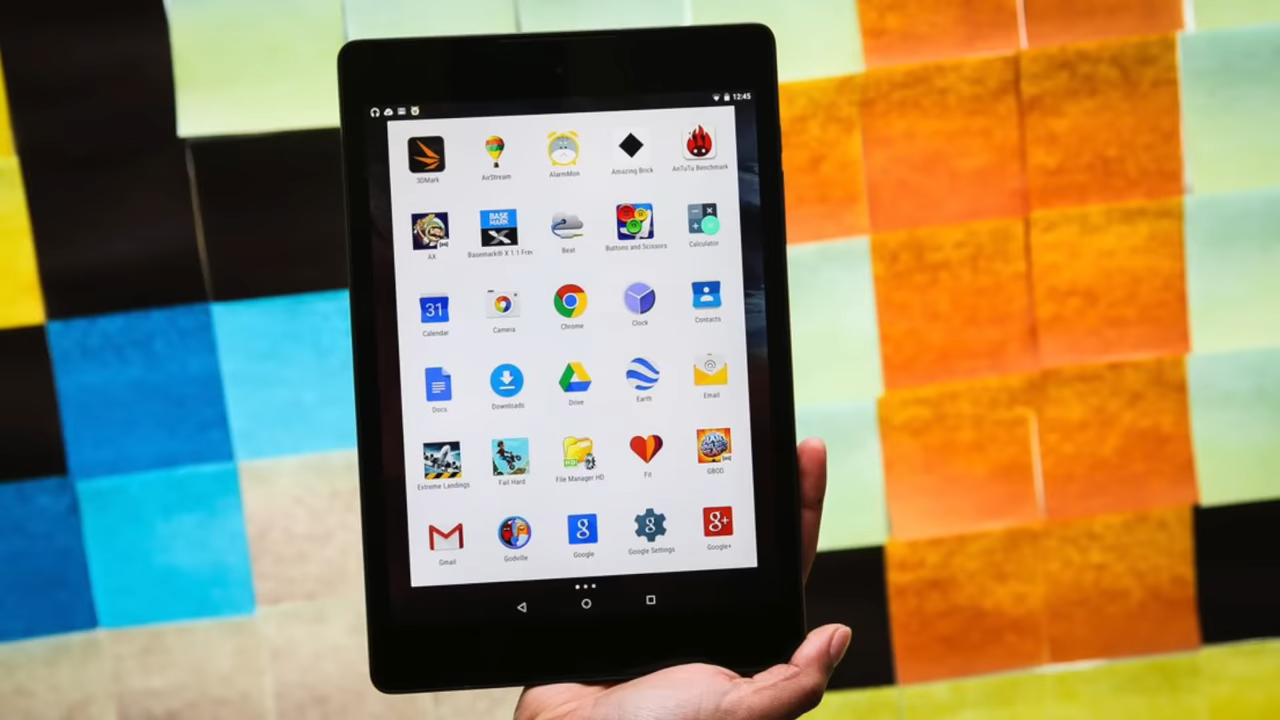 12:45
3DMark AirStream AlarmMon Amazing Brick AnTuTu Benchmark
BASE
MARK
X
AX Basemark® X 1.1 Free Beat Buttons and Scissors Calculator
31
Calendar Camera Chrome Clock Contacts
Docs Downloads Drive Earth Email
HD
Extreme Landings Fail Hard File Manager HD Fit GBOD
g g g+
Gmail Godville Google Google Settings Google+